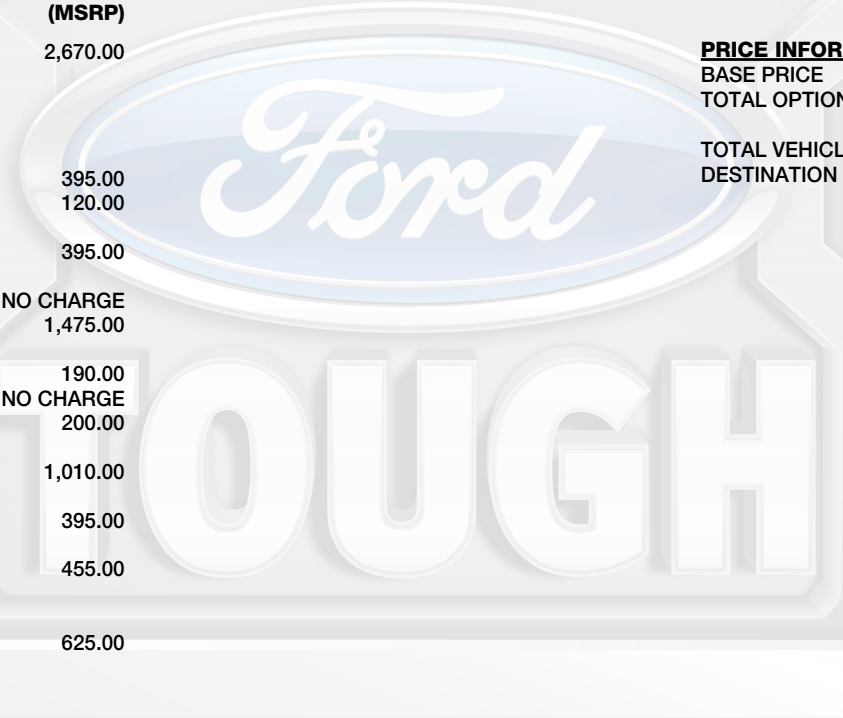 (MSRP)
2,670.00
395.00
120.00
395.00
NO CHARGE
1,475.00
190.00
NO CHARGE
200.00
1,010.00
395.00
455.00
625.00
PRICE INFOR
BASE PRICE
TOTAL OPTION
TOTAL VEHICL
DESTINATION
Ford
TOUGH